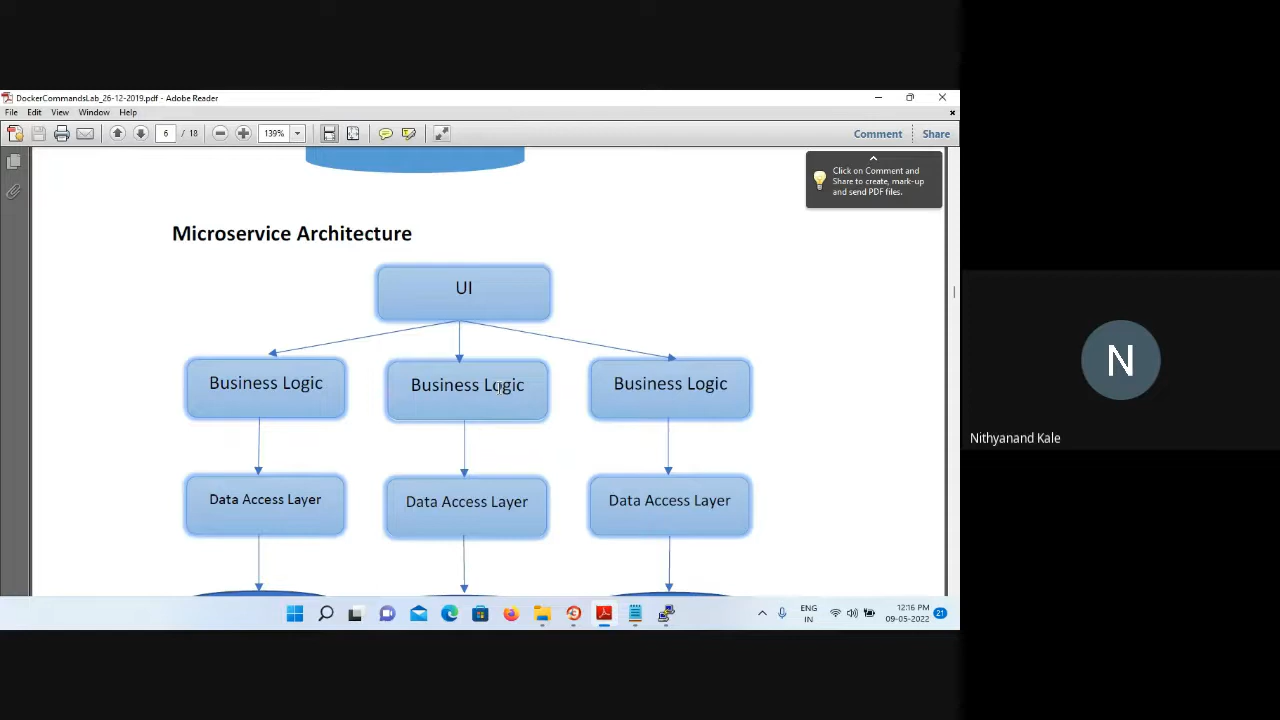 DockerCommandsLab_26-12-2019.pdf - Adobe Reader
File Edit View Window Help
6 / 18 139% Comment Share
Click on Comment and
Share to create, mark-up
and send PDF files.
Microservice Architecture
UI
Business Logic Business Logic Business Logic
Data Access Layer Data Access Layer Data Access Layer
N
Nithyanand Kale
ENG
IN
12:16 PM
09-05-2022
21